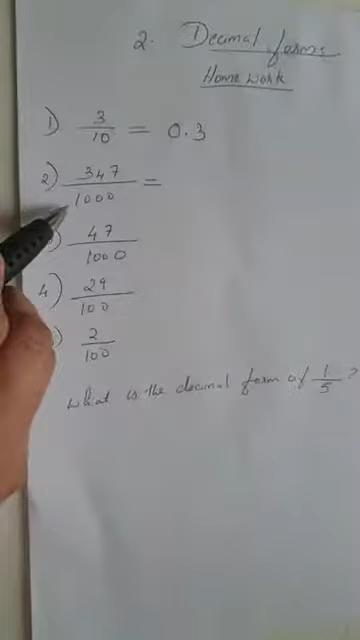 2. Decimal forms
Home work
1) 3/10 = 0.3
2) 347/1000 =
) 47/1000
4) 29/100
) 2/100
what is the decimal form of 1/5 ?